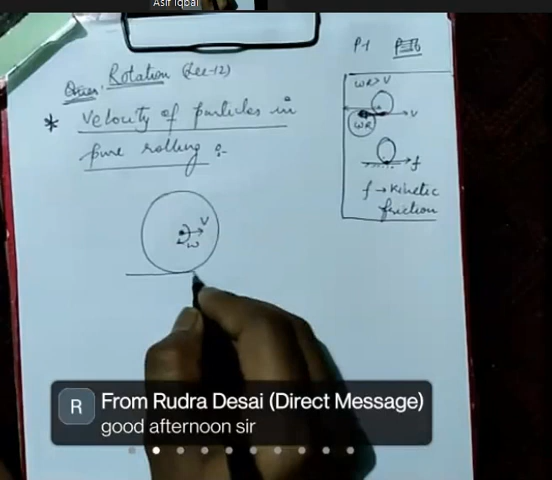 Asif Iqbal
P-1
Rotation (Lec-12)
* Velocity of particles in
pure rolling :-
ωR > V
V
ωR
f
f → Kinetic
friction
V
ω
R
From Rudra Desai (Direct Message)
good afternoon sir